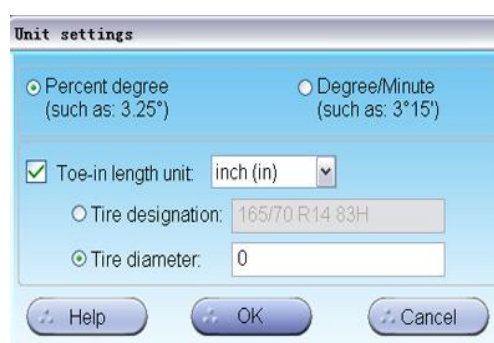 Unit settings
Percent degree
(such as: 3.25°)
Degree/Minute
(such as: 3°15')
Toe-in length unit: inch (in)
Tire designation: 165/70 R14 83H
Tire diameter: 0
Help OK Cancel